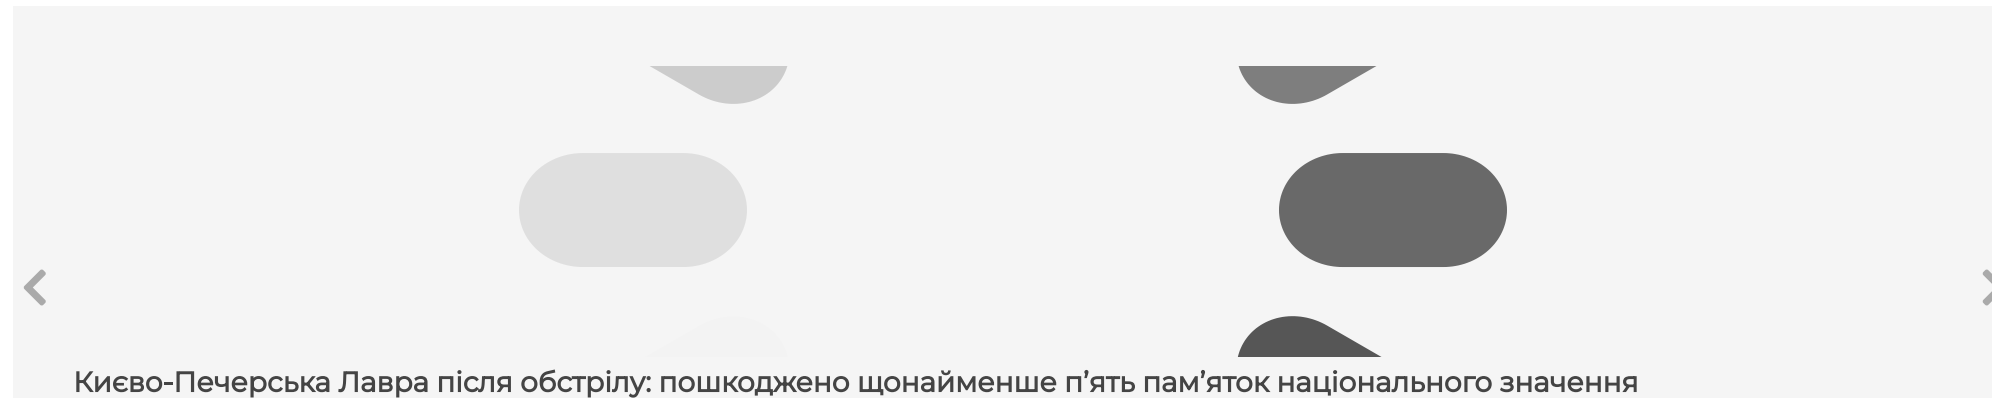 Києво-Печерська Лавра після обстрілу: пошкоджено щонайменше п’ять пам’яток національного значення